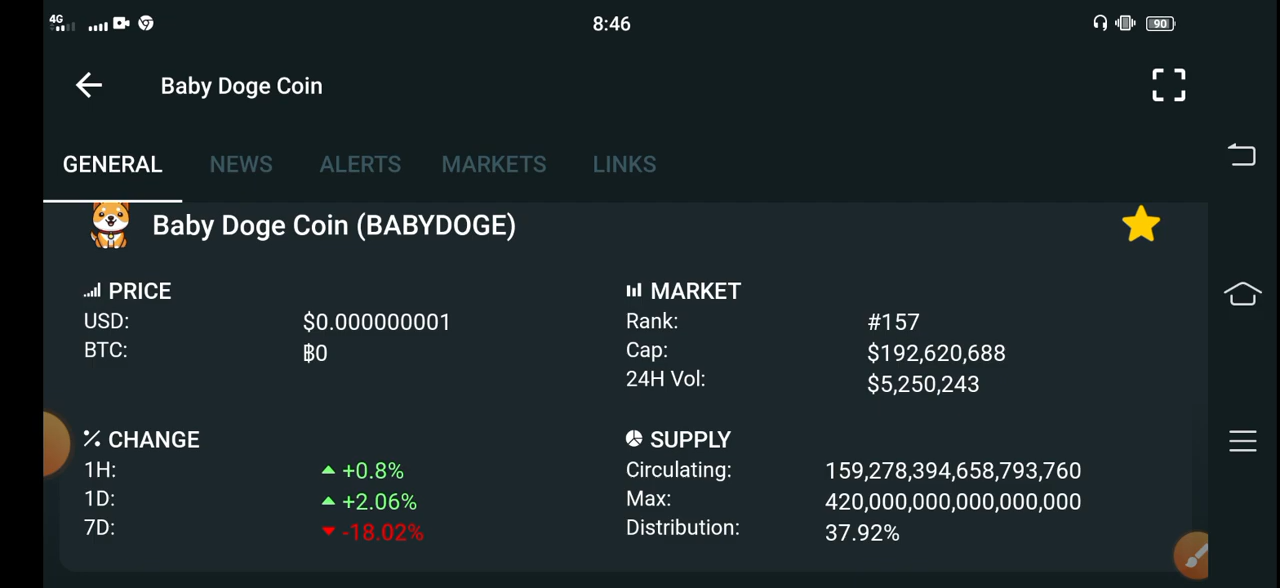 4G 8:46 90
Baby Doge Coin
GENERAL NEWS ALERTS MARKETS LINKS
Baby Doge Coin (BABYDOGE)
PRICE
USD: $0.000000001
BTC: ฿0
MARKET
Rank: #157
Cap: $192,620,688
24H Vol: $5,250,243
CHANGE
1H: +0.8%
1D: +2.06%
7D: -18.02%
SUPPLY
Circulating: 159,278,394,658,793,760
Max: 420,000,000,000,000,000
Distribution: 37.92%